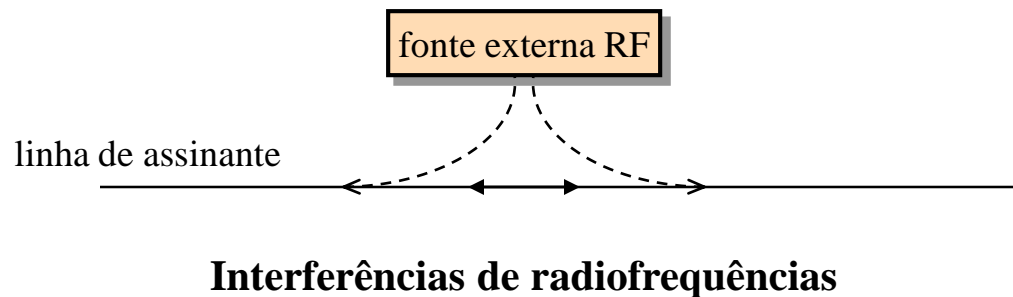 fonte externa RF
linha de assinante
Interferências de radiofrequências